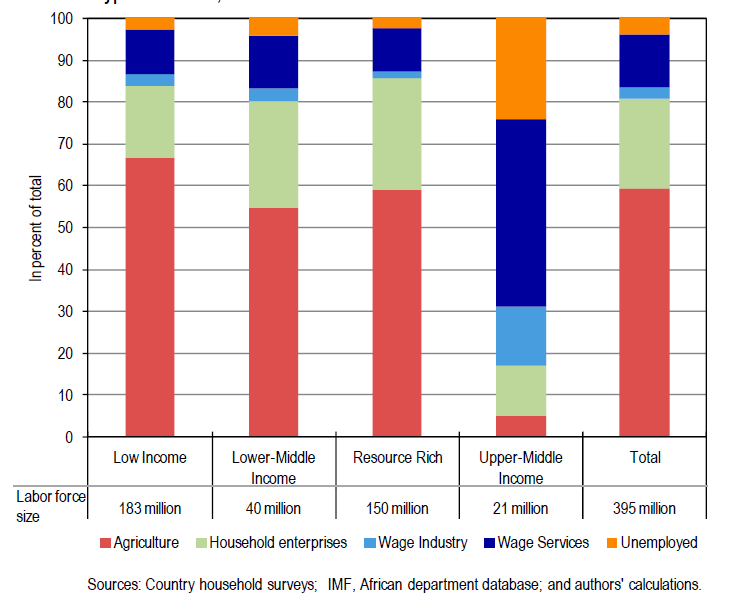 100
90
80
70
60
50
40
30
20
10
0
In percent of total
Low Income
Lower-Middle
Income
Resource Rich
Upper-Middle
Income
Total
Labor force
size
183 million
40 million
150 million
21 million
395 million
Agriculture
Household enterprises
Wage Industry
Wage Services
Unemployed
Sources: Country household surveys; IMF, African department database; and authors' calculations.